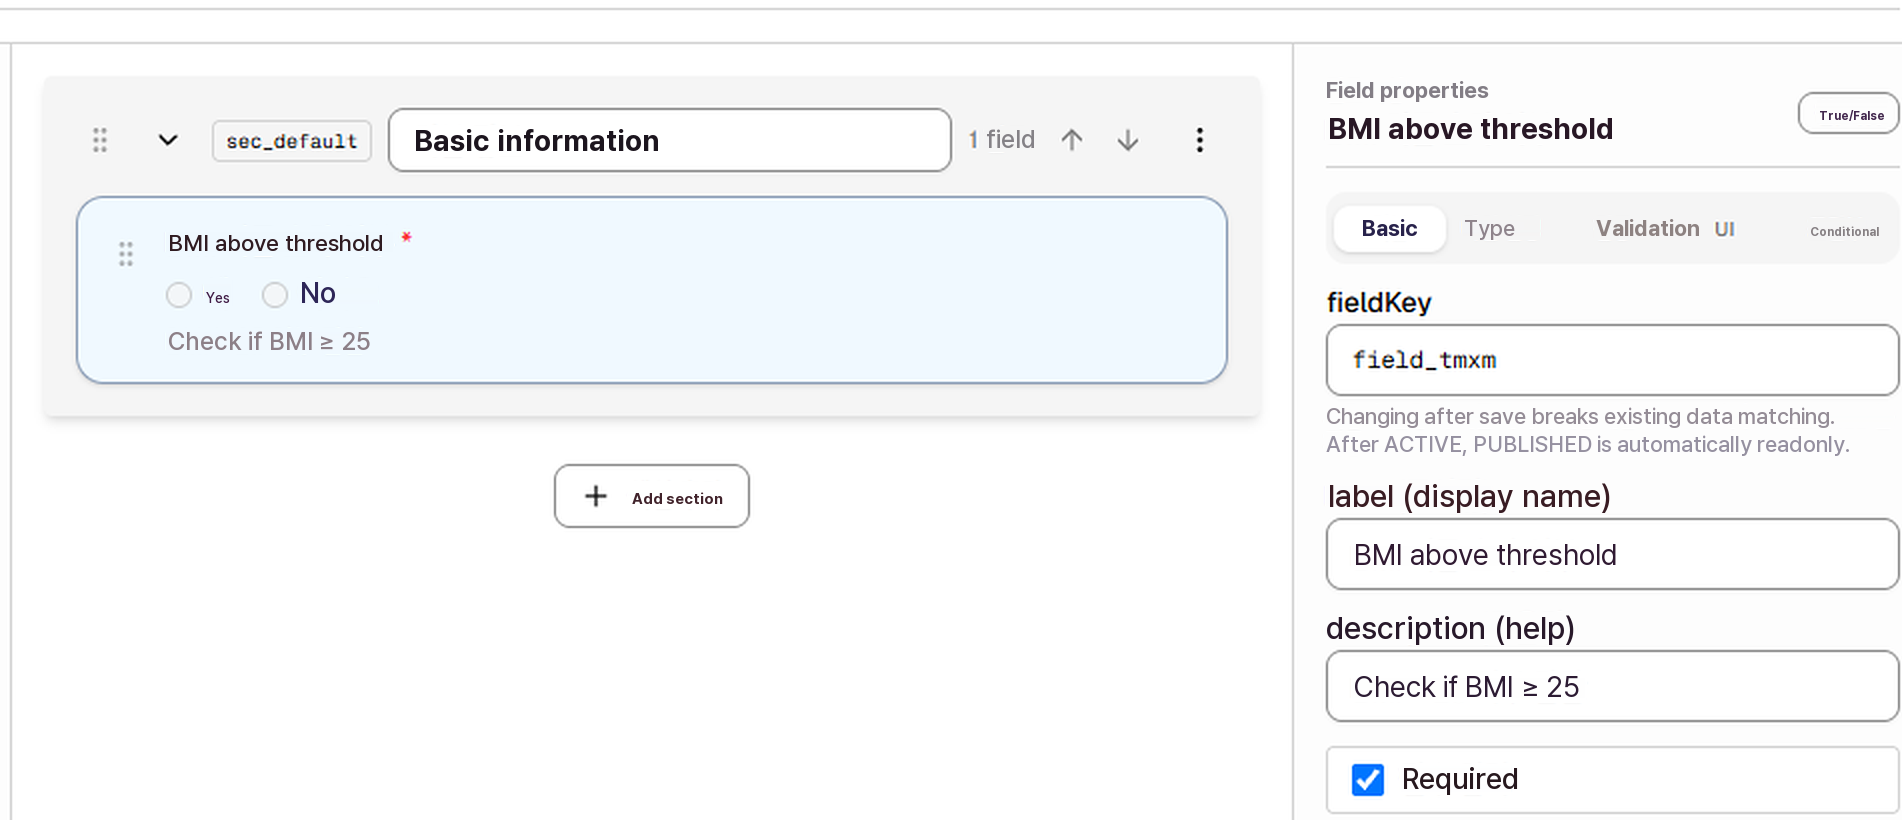 sec_default Basic information 1 field
BMI above threshold *
Yes No
Check if BMI ≥ 25
Add section
Field properties
BMI above threshold True/False
Basic Type Validation UI Conditional
fieldKey
field_tmxm
Changing after save breaks existing data matching.
After ACTIVE, PUBLISHED is automatically readonly.
label (display name)
BMI above threshold
description (help)
Check if BMI ≥ 25
Required